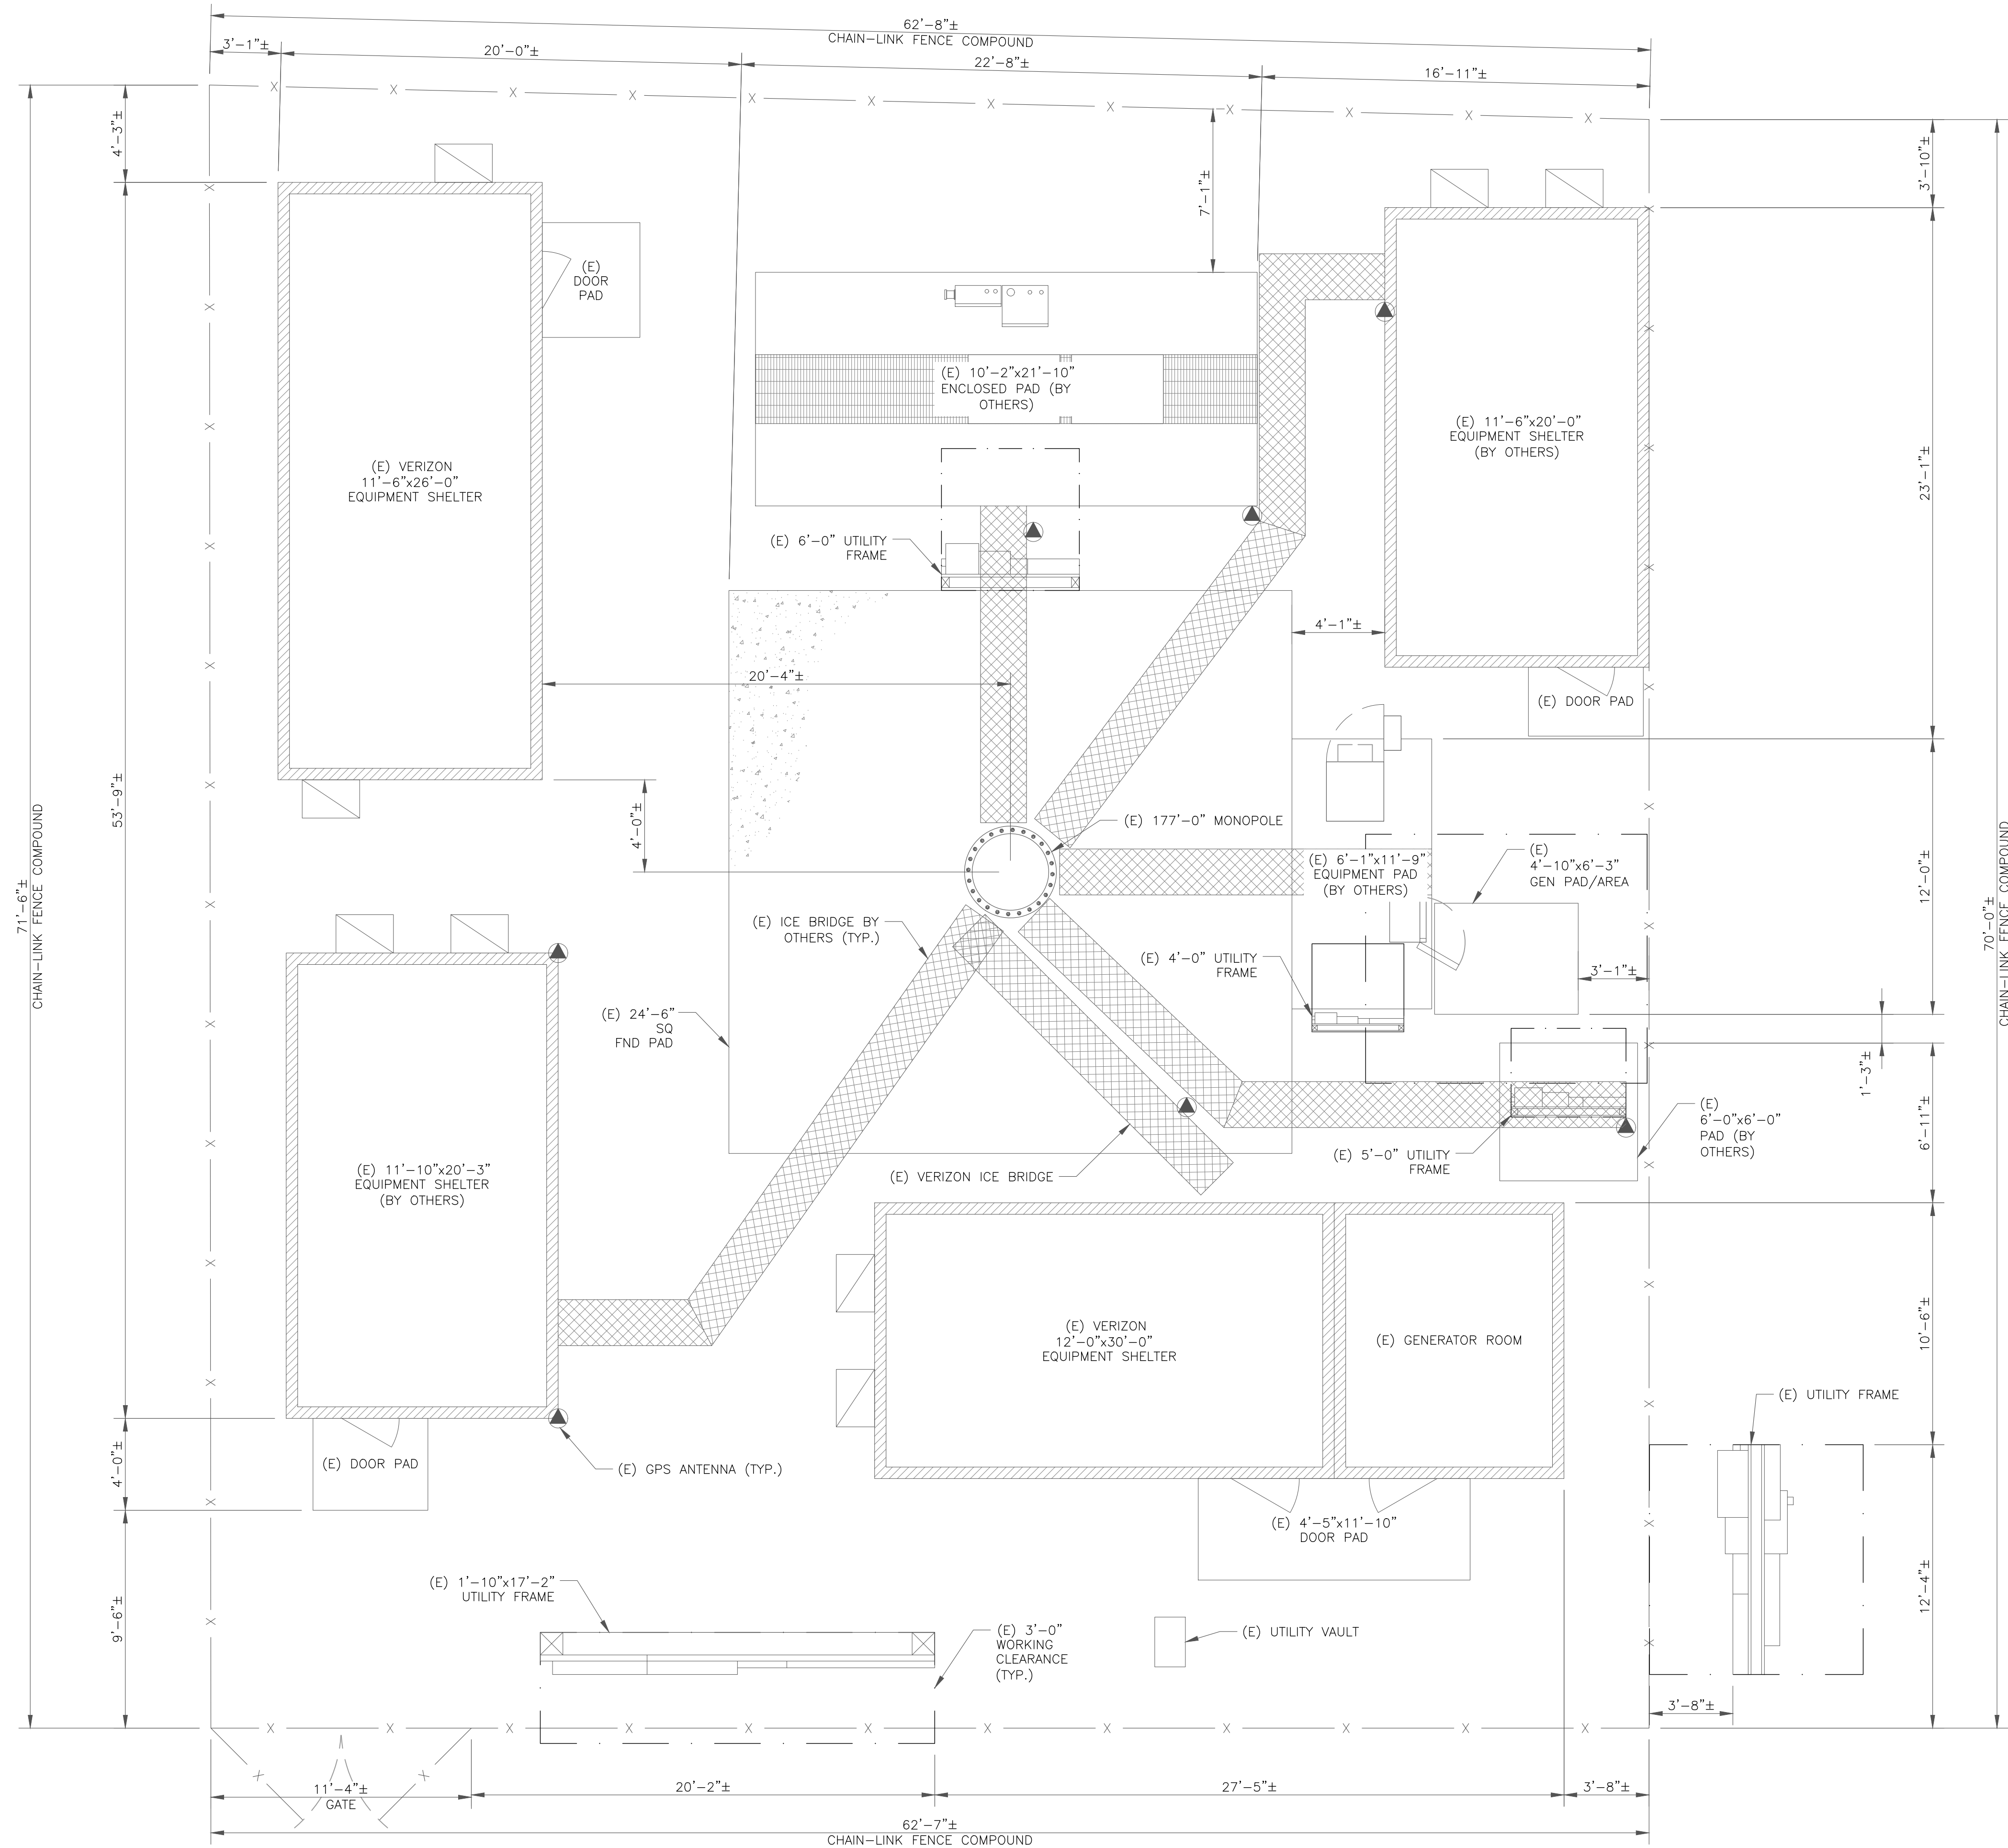 62'-8"±
CHAIN-LINK FENCE COMPOUND
3'-1"±
20'-0"±
22'-8"±
16'-11"±
4'-3"±
7'-1"±
3'-10"±
(E)
DOOR
PAD
(E) 10'-2"x21'-10"
ENCLOSED PAD (BY
OTHERS)
(E) 11'-6"x20'-0"
EQUIPMENT SHELTER
(BY OTHERS)
23'-1"±
(E) VERIZON
11'-6"x26'-0"
EQUIPMENT SHELTER
(E) 6'-0" UTILITY
FRAME
4'-1"±
20'-4"±
(E) DOOR PAD
53'-9"±
4'-0"±
(E) 177'-0" MONOPOLE
(E) 6'-1"x11'-9"
EQUIPMENT PAD
(BY OTHERS)
(E)
4'-10"x6'-3"
GEN PAD/AREA
12'-0"±
71'-6"±
CHAIN-LINK FENCE COMPOUND
70'-0"±
CHAIN-LINK FENCE COMPOUND
(E) ICE BRIDGE BY
OTHERS (TYP.)
(E) 4'-0" UTILITY
FRAME
3'-1"±
(E) 24'-6"
SQ
FND PAD
1'-3"±
(E)
6'-0"x6'-0"
PAD (BY
OTHERS)
6'-11"±
(E) 5'-0" UTILITY
FRAME
(E) 11'-10"x20'-3"
EQUIPMENT SHELTER
(BY OTHERS)
(E) VERIZON ICE BRIDGE
(E) VERIZON
12'-0"x30'-0"
EQUIPMENT SHELTER
(E) GENERATOR ROOM
10'-6"±
(E) UTILITY FRAME
(E) DOOR PAD
(E) GPS ANTENNA (TYP.)
4'-0"±
(E) 4'-5"x11'-10"
DOOR PAD
(E) 1'-10"x17'-2"
UTILITY FRAME
9'-6"±
12'-4"±
(E) 3'-0"
WORKING
CLEARANCE
(TYP.)
(E) UTILITY VAULT
3'-8"±
11'-4"±
GATE
20'-2"±
27'-5"±
3'-8"±
62'-7"±
CHAIN-LINK FENCE COMPOUND